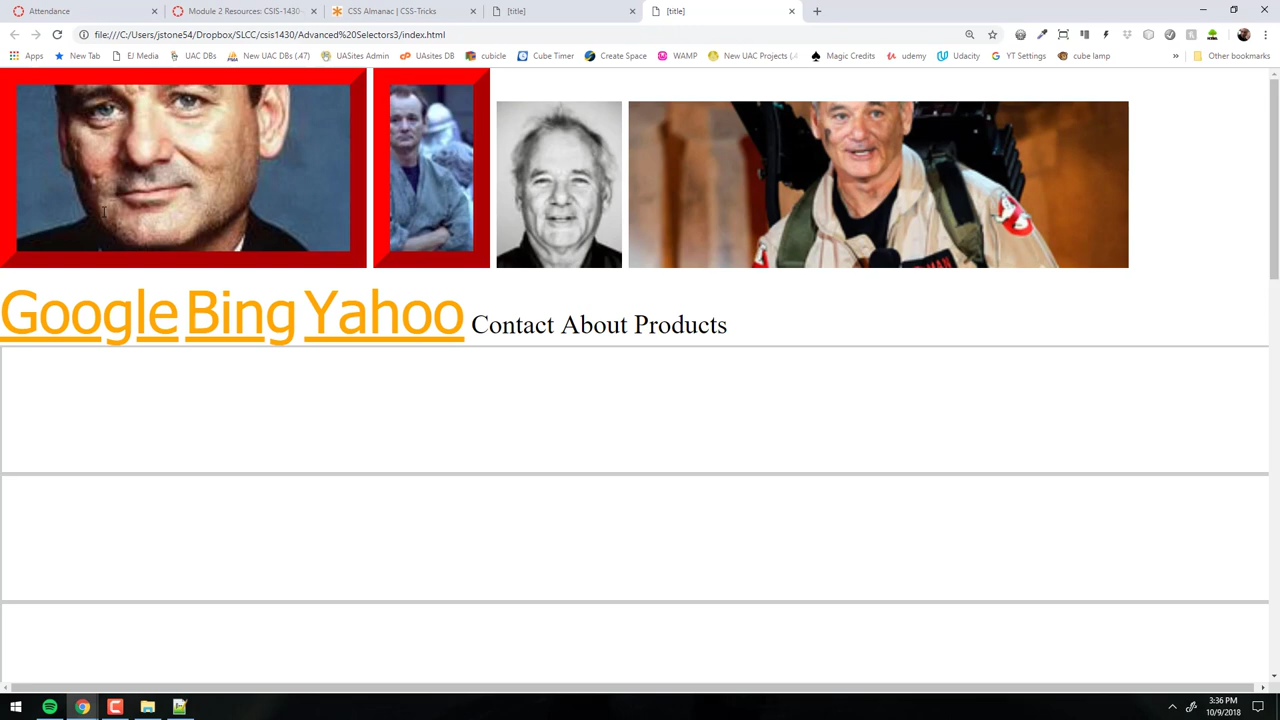 Attendance
Module 2 Resources: CSIS-1430-
CSS Almanac | CSS-Tricks
[title]
[title]
file:///C:/Users/jstone54/Dropbox/SLCC/csis1430/Advanced%20Selectors3/index.html
Apps New Tab EJ Media UAC DBs New UAC DBs (.47) UASites Admin UAsites DB cubicle Cube Timer Create Space WAMP New UAC Projects (. Magic Credits udemy Udacity YT Settings cube lamp » Other bookmarks
Google Bing Yahoo Contact About Products
3:36 PM
10/9/2018